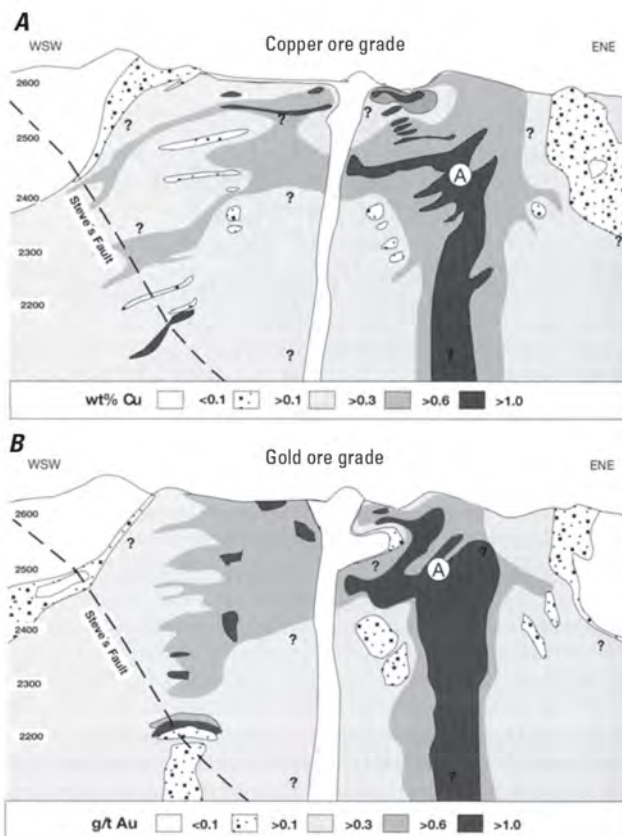 A
WSW
Copper ore grade
ENE
2600
2500
2400
2300
2200
Steve's Fault
?
?
?
?
?
?
?
?
?
A
wt% Cu <0.1 >0.1 >0.3 >0.6 >1.0
B
WSW
Gold ore grade
ENE
2600
2500
2400
2300
2200
Steve's Fault
?
?
?
?
?
?
?
?
A
g/t Au <0.1 >0.1 >0.3 >0.6 >1.0